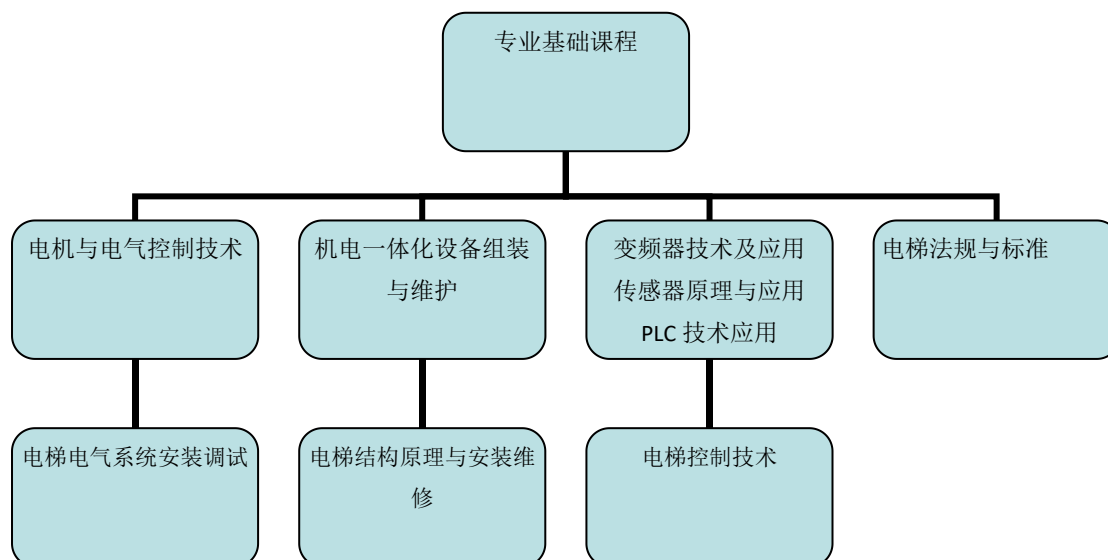 专业基础课程
电机与电气控制技术
机电一体化设备组装
与维护
变频器技术及应用
传感器原理与应用
PLC 技术应用
电梯法规与标准
电梯电气系统安装调试
电梯结构原理与安装维
修
电梯控制技术